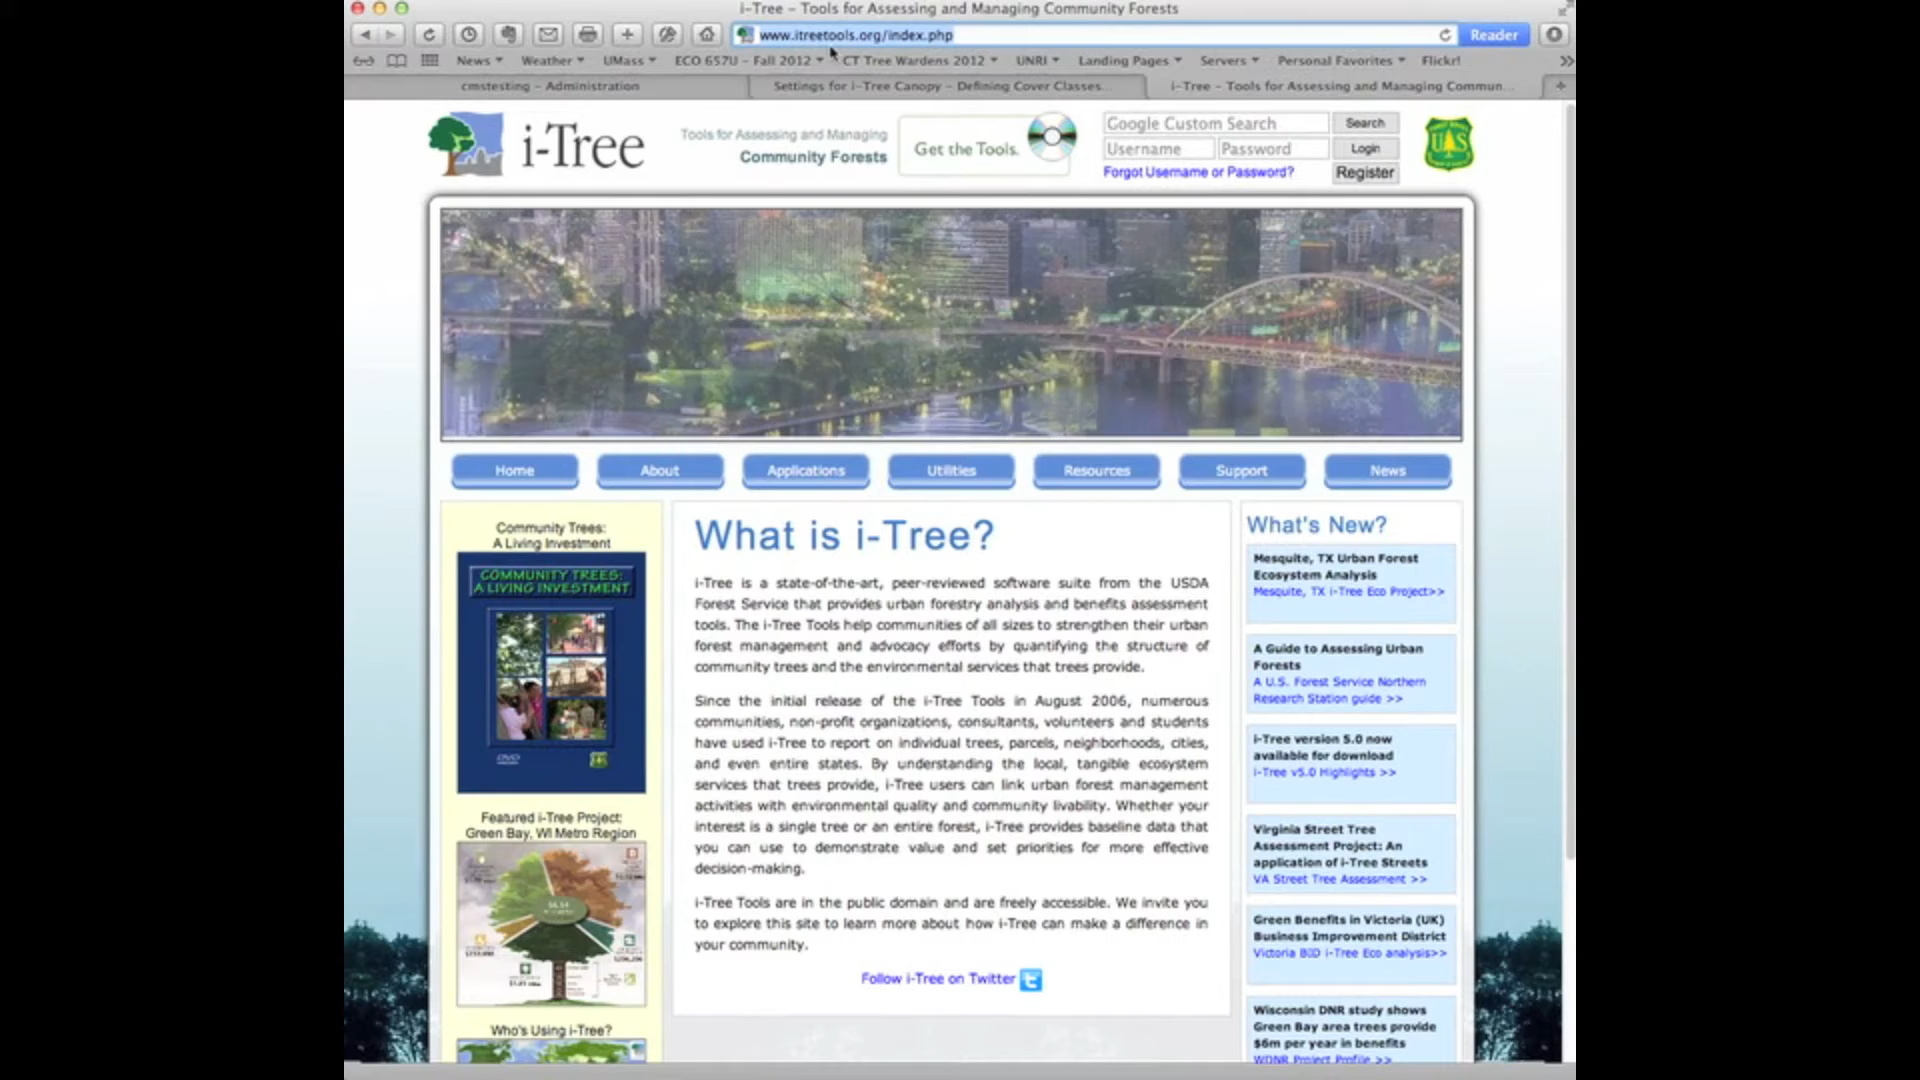 i-Tree – Tools for Assessing and Managing Community Forests
www.itreetools.org/index.php
Reader
News
Weather
UMass
ECO 657U – Fall 2012
CT Tree Wardens 2012
UNRI
Landing Pages
Servers
Personal Favorites
Flickr!
cmstesting – Administration
Settings for i-Tree Canopy – Defining Cover Classes...
i-Tree – Tools for Assessing and Managing Commun...
i-Tree
Tools for Assessing and Managing
Community Forests
Get the Tools.
Google Custom Search
Search
Username
Password
Login
Forgot Username or Password?
Register
U S
Home
About
Applications
Utilities
Resources
Support
News
Community Trees:
A Living Investment
COMMUNITY TREES:
A LIVING INVESTMENT
DVD
Featured i-Tree Project:
Green Bay, WI Metro Region
Who's Using i-Tree?
What is i-Tree?
i-Tree is a state-of-the-art, peer-reviewed software suite from the USDA
Forest Service that provides urban forestry analysis and benefits assessment
tools. The i-Tree Tools help communities of all sizes to strengthen their urban
forest management and advocacy efforts by quantifying the structure of
community trees and the environmental services that trees provide.
Since the initial release of the i-Tree Tools in August 2006, numerous
communities, non-profit organizations, consultants, volunteers and students
have used i-Tree to report on individual trees, parcels, neighborhoods, cities,
and even entire states. By understanding the local, tangible ecosystem
services that trees provide, i-Tree users can link urban forest management
activities with environmental quality and community livability. Whether your
interest is a single tree or an entire forest, i-Tree provides baseline data that
you can use to demonstrate value and set priorities for more effective
decision-making.
i-Tree Tools are in the public domain and are freely accessible. We invite you
to explore this site to learn more about how i-Tree can make a difference in
your community.
Follow i-Tree on Twitter
What's New?
Mesquite, TX Urban Forest
Ecosystem Analysis
Mesquite, TX i-Tree Eco Project>>
A Guide to Assessing Urban
Forests
A U.S. Forest Service Northern
Research Station guide >>
i-Tree version 5.0 now
available for download
i-Tree v5.0 Highlights >>
Virginia Street Tree
Assessment Project: An
application of i-Tree Streets
VA Street Tree Assessment >>
Green Benefits in Victoria (UK)
Business Improvement District
Victoria BID i-Tree Eco analysis>>
Wisconsin DNR study shows
Green Bay area trees provide
$6m per year in benefits
WDNR Project Profile >>